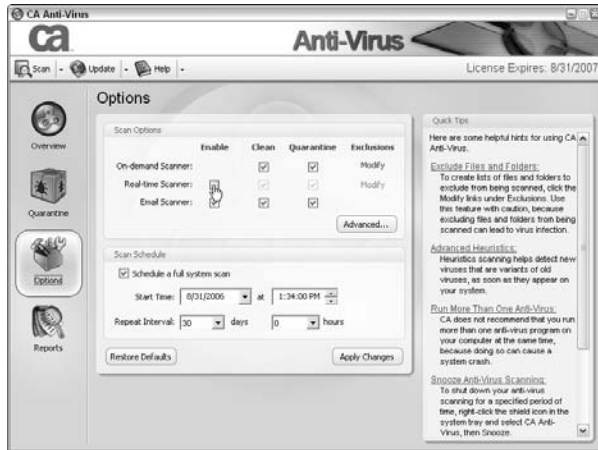 CA Anti-Virus
ca
Anti-Virus
Scan
Update
Help
License Expires: 8/31/2007
Overview
Quarantine
Options
Reports
Options
Scan Options
Enable Clean Quarantine Exclusions
On-demand Scanner: Modify
Real-time Scanner: Modify
Email Scanner:
Advanced...
Scan Schedule
Schedule a full system scan
Start Time: 8/31/2006 at 1:34:00 PM
Repeat Interval: 30 days 0 hours
Restore Defaults
Apply Changes
Quick Tips
Here are some helpful hints for using CA
Anti-Virus.
Exclude Files and Folders:
To create lists of files and folders to
exclude from being scanned, click the
Modify links under Exclusions. Use
this feature with caution, because
excluding files and folders from being
scanned can lead to virus infection.
Advanced Heuristics:
Heuristics scanning helps detect new
viruses that are variants of old
viruses, as soon as they appear on
your system.
Run More Than One Anti-Virus:
CA does not recommend that you run
more than one anti-virus program on
your computer at the same time,
because doing so can cause a
system crash.
Snooze Anti-Virus Scanning:
To shut down your anti-virus
scanning for a specified period of
time, right-click the shield icon in the
system tray and select CA Anti-
Virus, then Snooze.